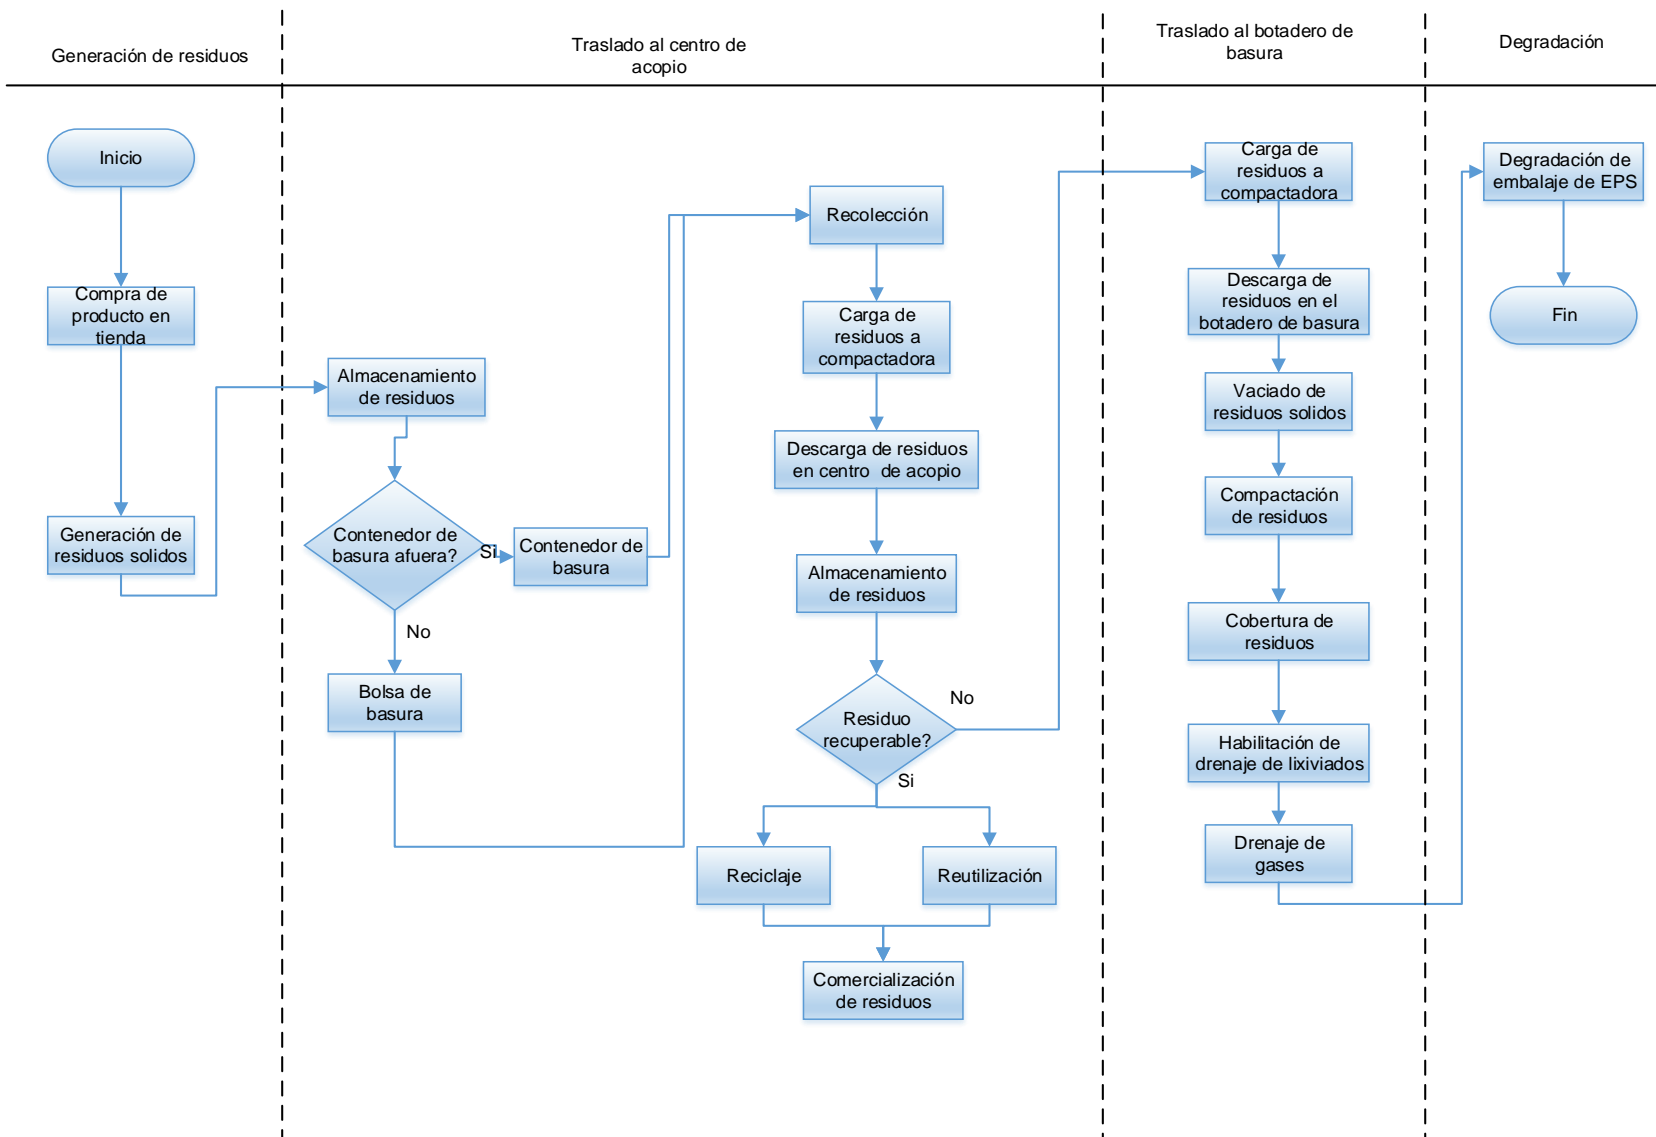 Generación de residuos
Traslado al centro de
acopio
Traslado al botadero de
basura
Degradación
Inicio
Compra de
producto en
tienda
Generación de
residuos solidos
Almacenamiento
de residuos
Contenedor de
basura afuera?
Si
Contenedor de
basura
No
Bolsa de
basura
Recolección
Carga de
residuos a
compactadora
Descarga de residuos
en centro  de acopio
Almacenamiento
de residuos
Residuo
recuperable?
No
Si
Reciclaje
Reutilización
Comercialización
de residuos
Carga de
residuos a
compactadora
Descarga de
residuos en el
botadero de basura
Vaciado de
residuos solidos
Compactación
de residuos
Cobertura de
residuos
Habilitación de
drenaje de lixiviados
Drenaje de
gases
Degradación de
embalaje de EPS
Fin